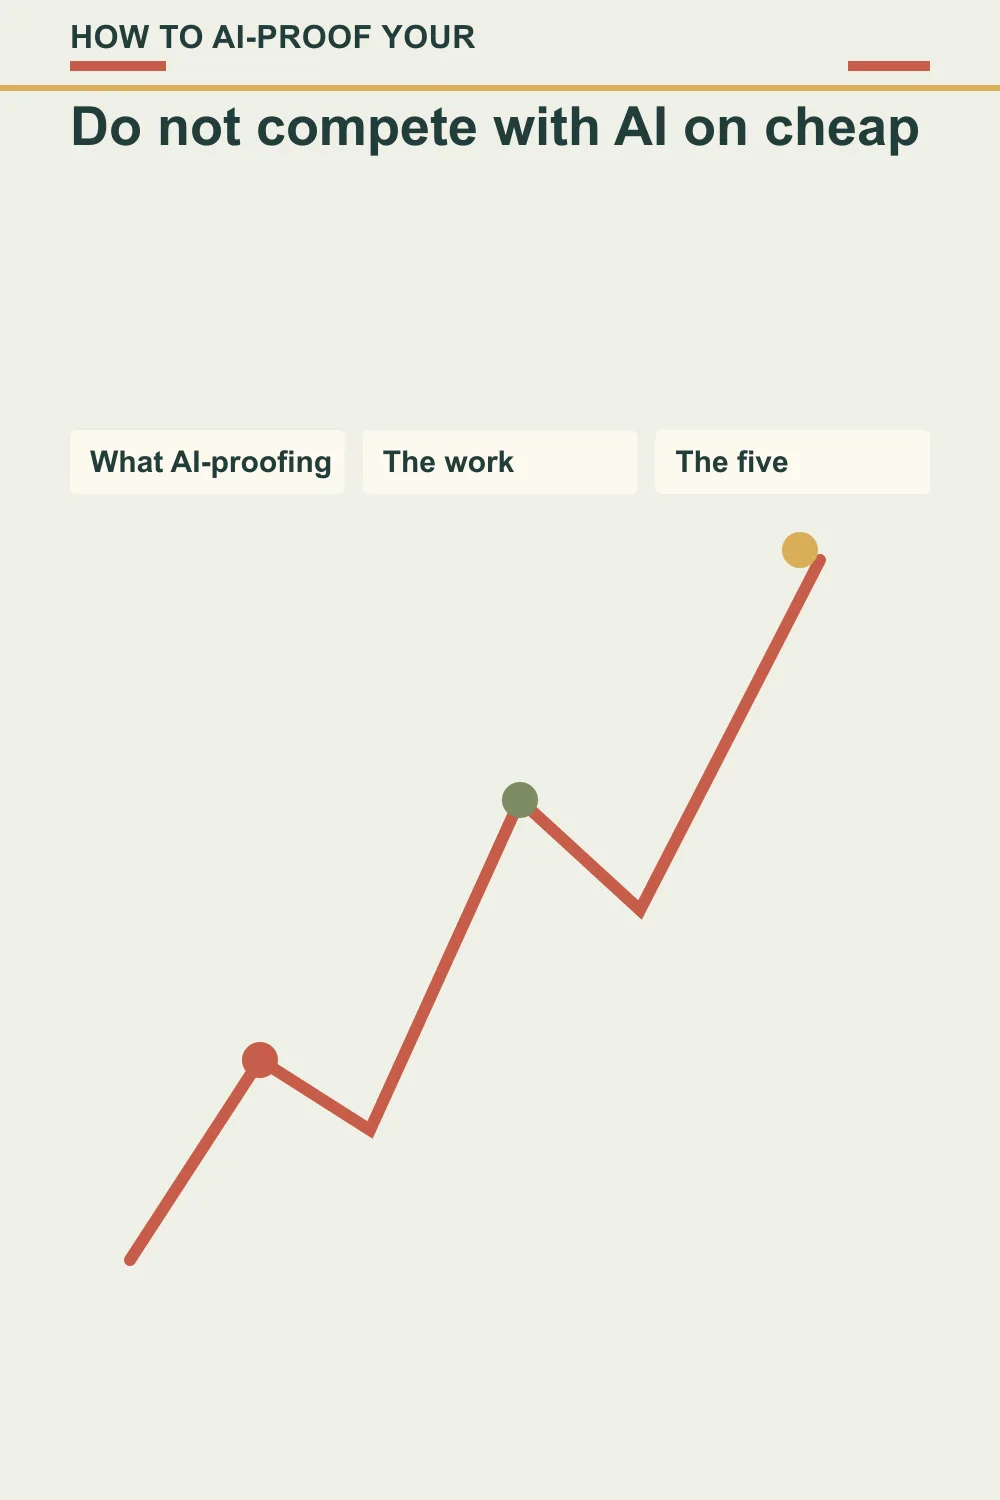 HOW TO AI-PROOF YOUR
Do not compete with AI on cheap
What AI-proofing
The work
The five